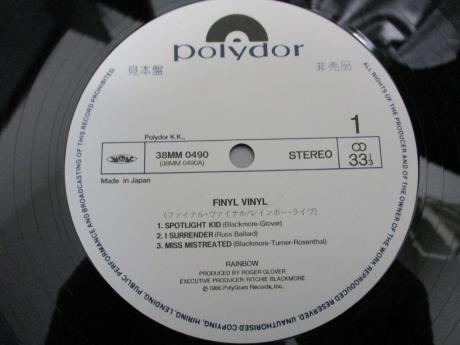 polydor
見本盤
非売品
1
Polydor K.K.,
38MM 0490
(38MM 0490A)
STEREO
33 1/3
Made in Japan
FINYL VINYL
(ファイナル・ヴァイナル/レインボー・ライヴ)
1. SPOTLIGHT KID (Blackmore-Glover)
2. I SURRENDER (Russ Ballard)
3. MISS MISTREATED (Blackmore-Turner-Rosenthal)
RAINBOW
PRODUCED BY ROGER GLOVER
EXECUTIVE PRODUCER: RITCHIE BLACKMORE
℗ 1986 PolyGram Records, Inc.
ALL RIGHTS OF THE PRODUCER AND OF THE OWNER OF THE WORK REPRODUCED RESERVED. UNAUTHORISED COPYING, HIRING, LENDING, PUBLIC PERFORMANCE AND BROADCASTING OF THIS RECORD PROHIBITED.